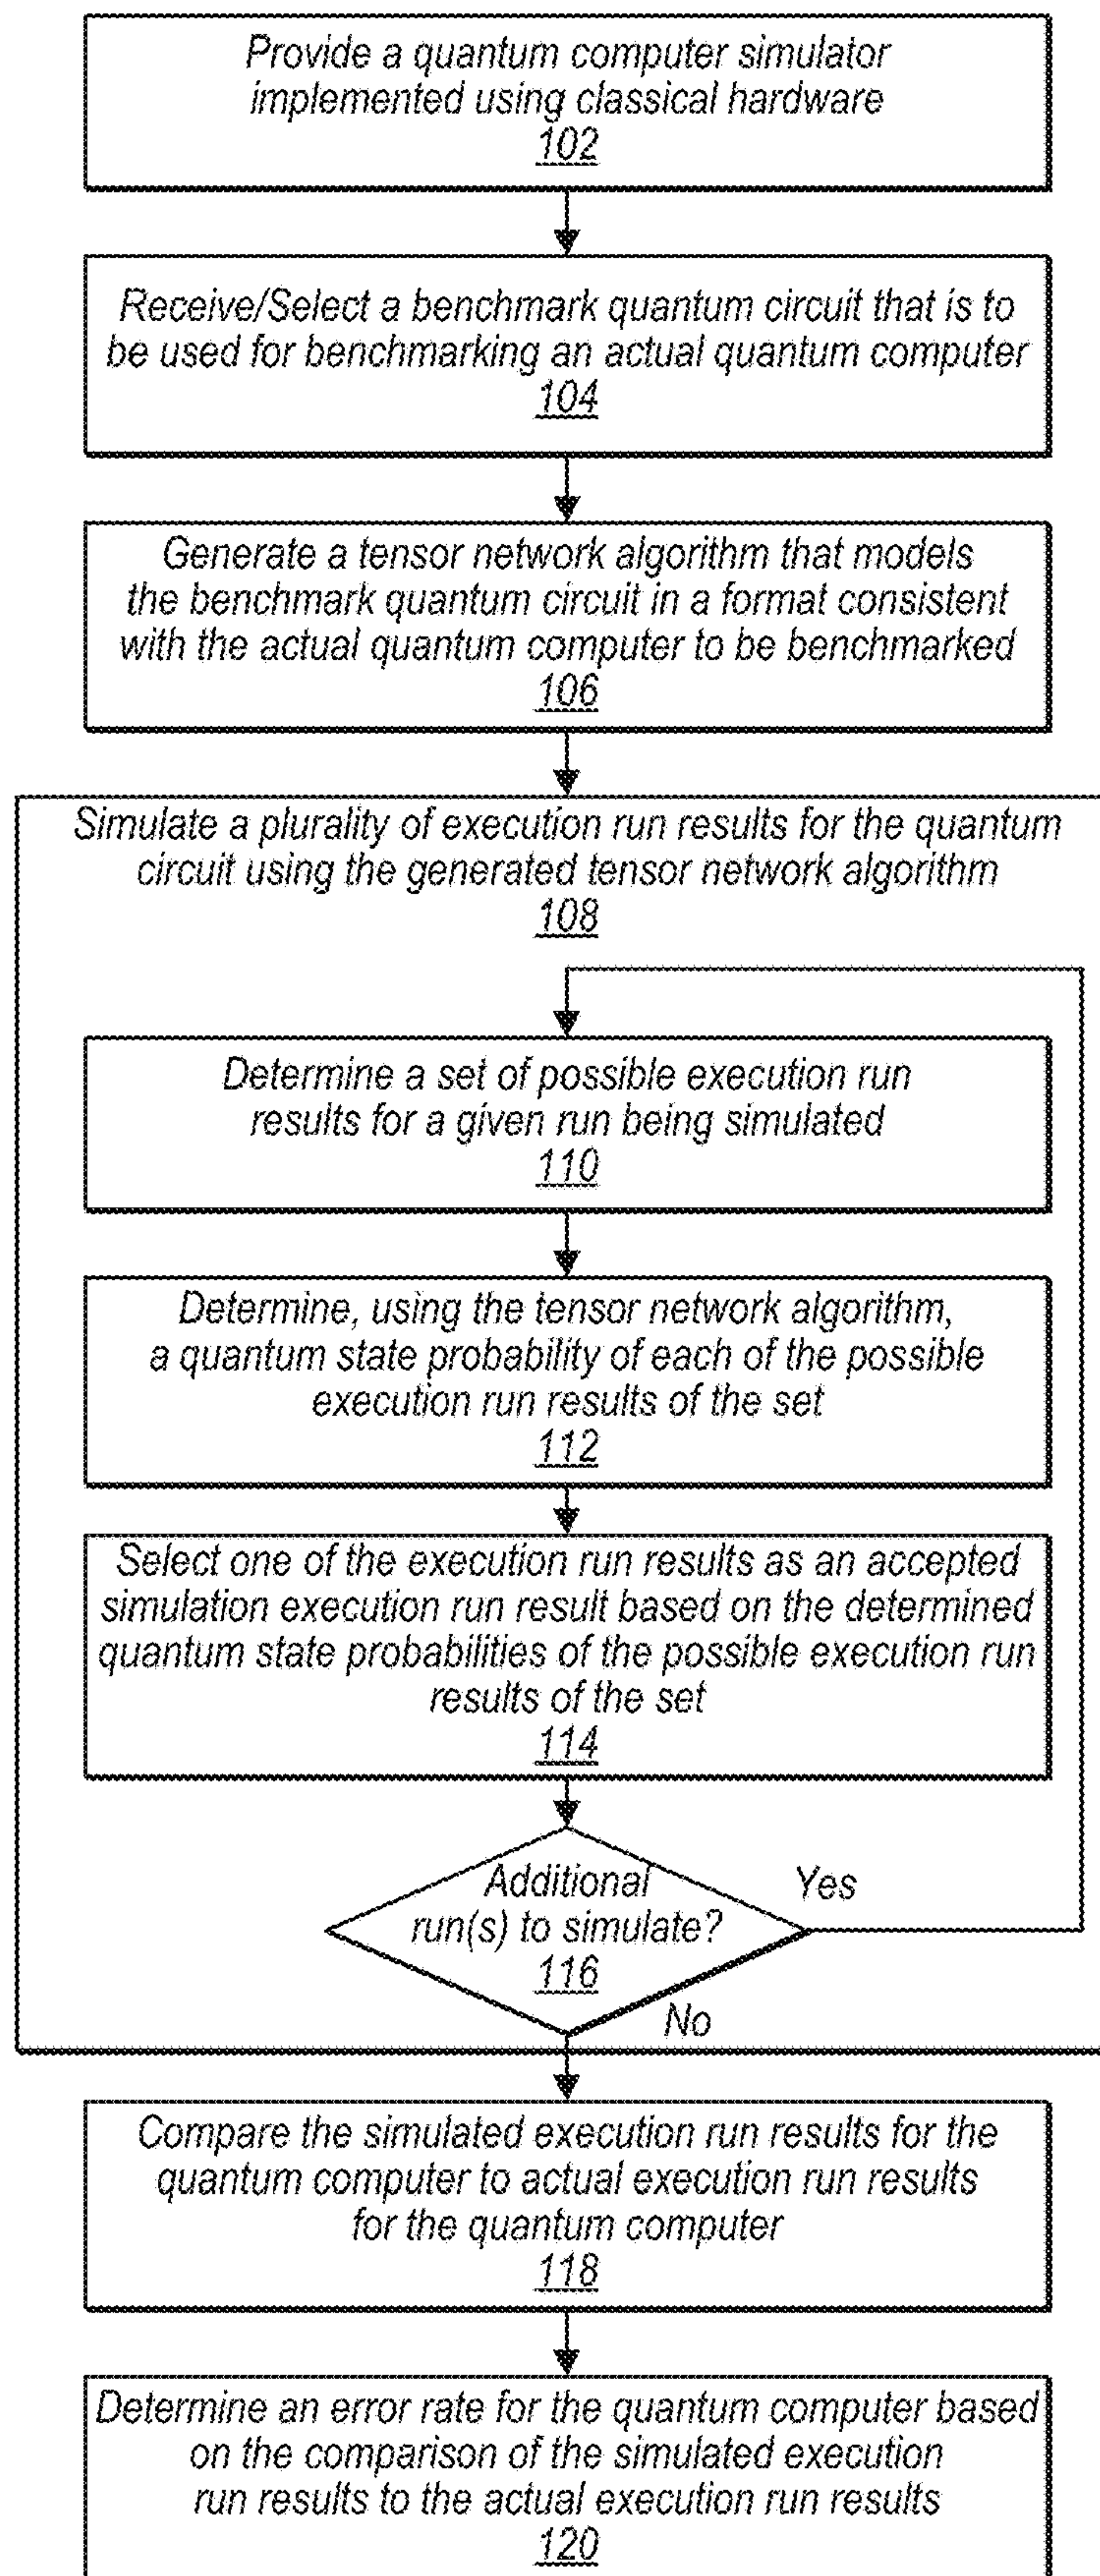 Provide a quantum computer simulator
implemented using classical hardware
102
Receive/Select a benchmark quantum circuit that is to
be used for benchmarking an actual quantum computer
104
Generate a tensor network algorithm that models
the benchmark quantum circuit in a format consistent
with the actual quantum computer to be benchmarked
106
Simulate a plurality of execution run results for the quantum
circuit using the generated tensor network algorithm
108
Determine a set of possible execution run
results for a given run being simulated
110
Determine, using the tensor network algorithm,
a quantum state probability of each of the possible
execution run results of the set
112
Select one of the execution run results as an accepted
simulation execution run result based on the determined
quantum state probabilities of the possible execution run
results of the set
114
Additional
run(s) to simulate?
116
Yes
No
Compare the simulated execution run results for the
quantum computer to actual execution run results
for the quantum computer
118
Determine an error rate for the quantum computer based
on the comparison of the simulated execution
run results to the actual execution run results
120